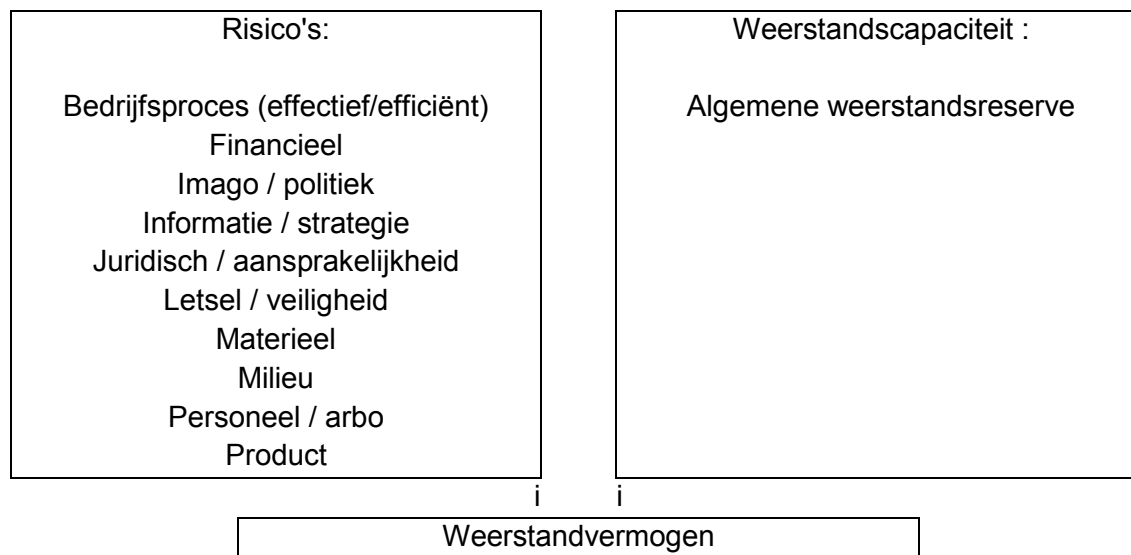 Risico's:
Bedrijfsproces (effectief/efficiënt)
Financieel
Imago / politiek
Informatie / strategie
Juridisch / aansprakelijkheid
Letsel / veiligheid
Materieel
Milieu
Personeel / arbo
Product
Weerstandscapaciteit :
Algemene weerstandsreserve
i i
Weerstandvermogen